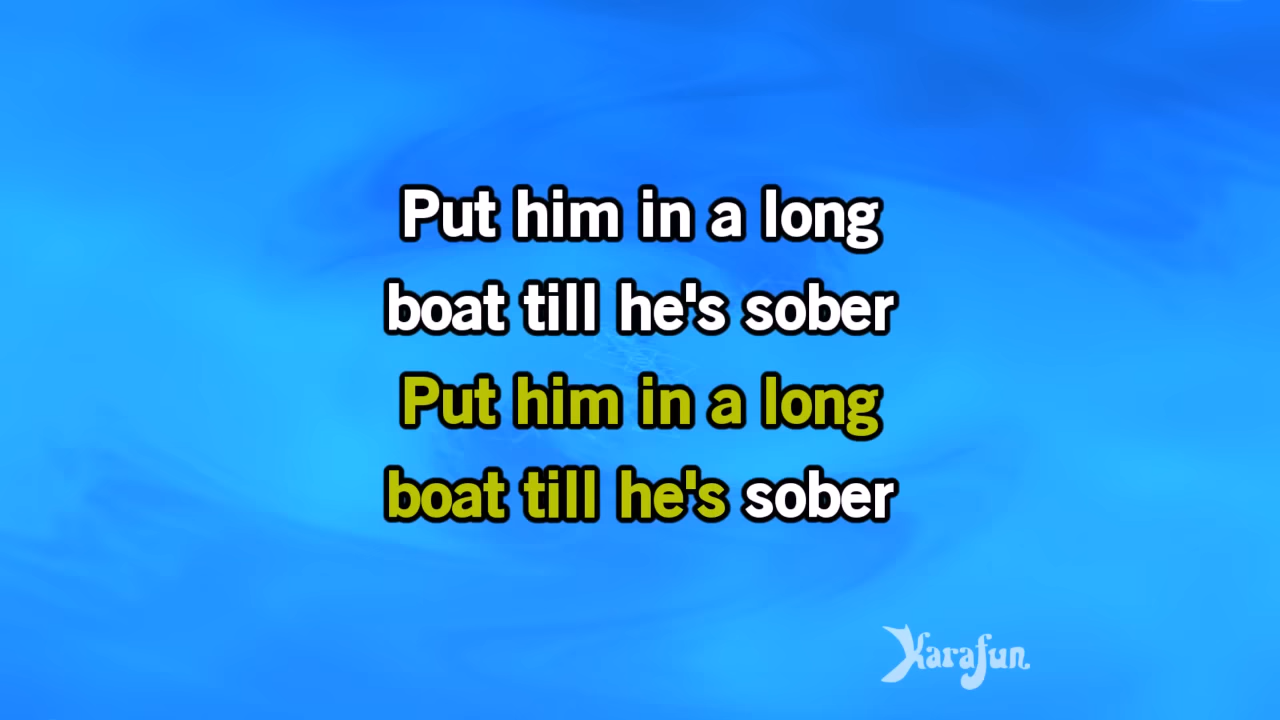 Put him in a long
boat till he's sober
Put him in a long
boat till he's sober
Karafun